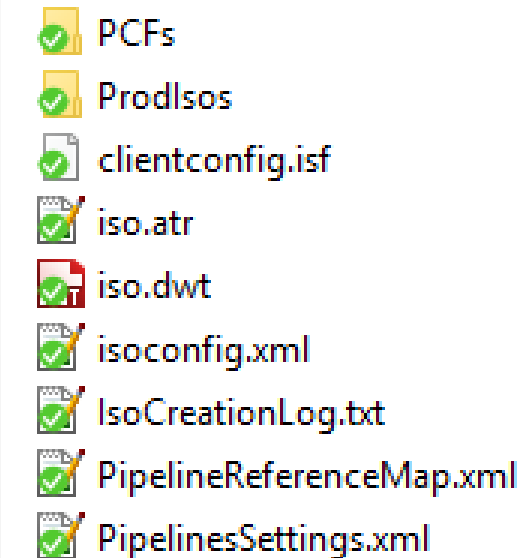 PCFs
ProdIsos
clientconfig.isf
iso.atr
iso.dwt
isoconfig.xml
IsoCreationLog.txt
PipelineReferenceMap.xml
PipelinesSettings.xml